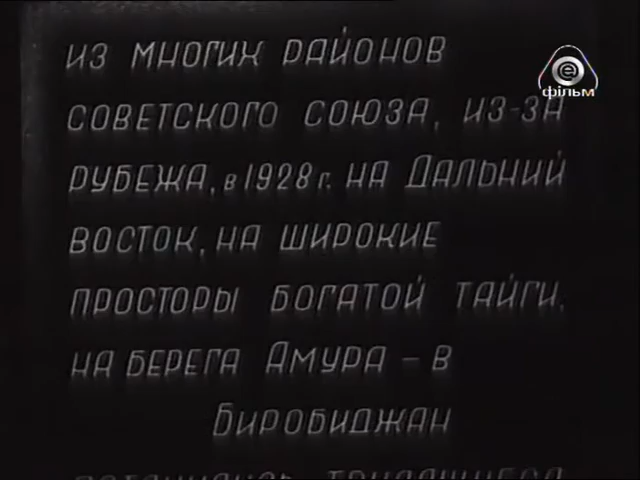 из многих районов
Советского Союза, из-за
рубежа, в 1928 г. на Дальний
Восток, на широкие
просторы богатой тайги,
на берега Амура – в
Биробиджан
e
фільм